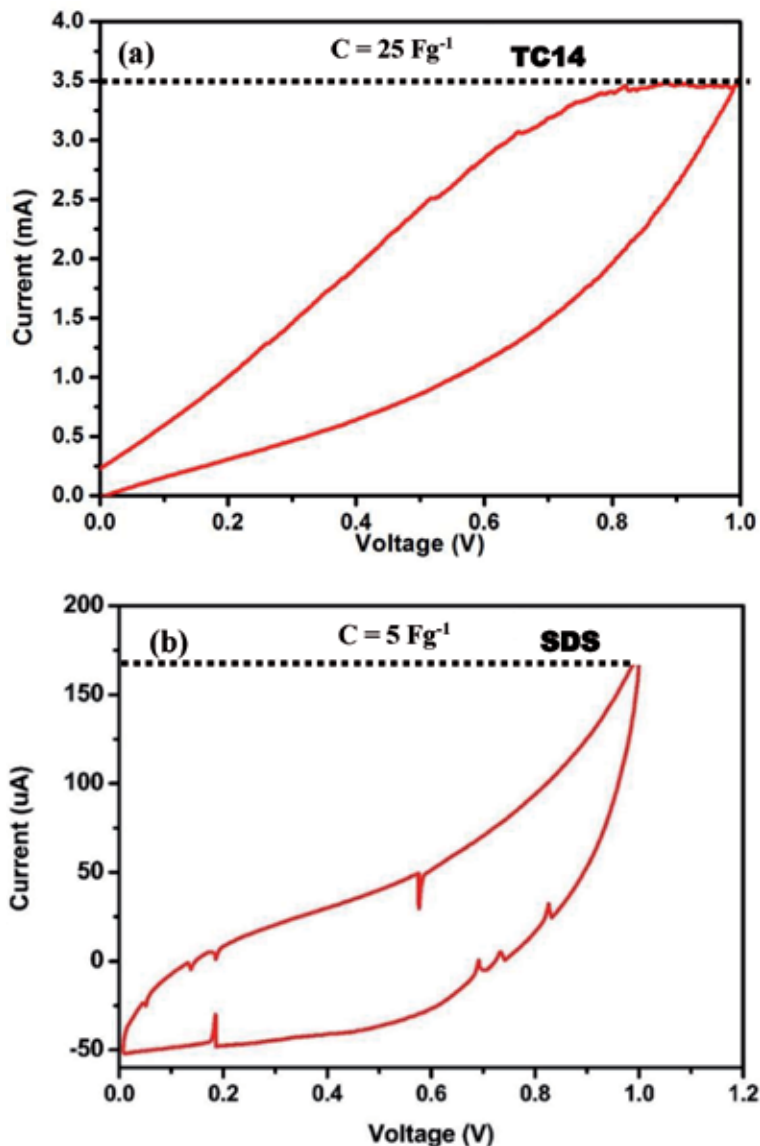 4.0
(a)
C = 25 Fg⁻¹
TC14
3.5
3.0
2.5
2.0
1.5
1.0
0.5
0.0
Current (mA)
0.0 0.2 0.4 0.6 0.8 1.0
Voltage (V)
200
(b)
C = 5 Fg⁻¹
SDS
150
100
50
0
-50
Current (uA)
0.0 0.2 0.4 0.6 0.8 1.0 1.2
Voltage (V)